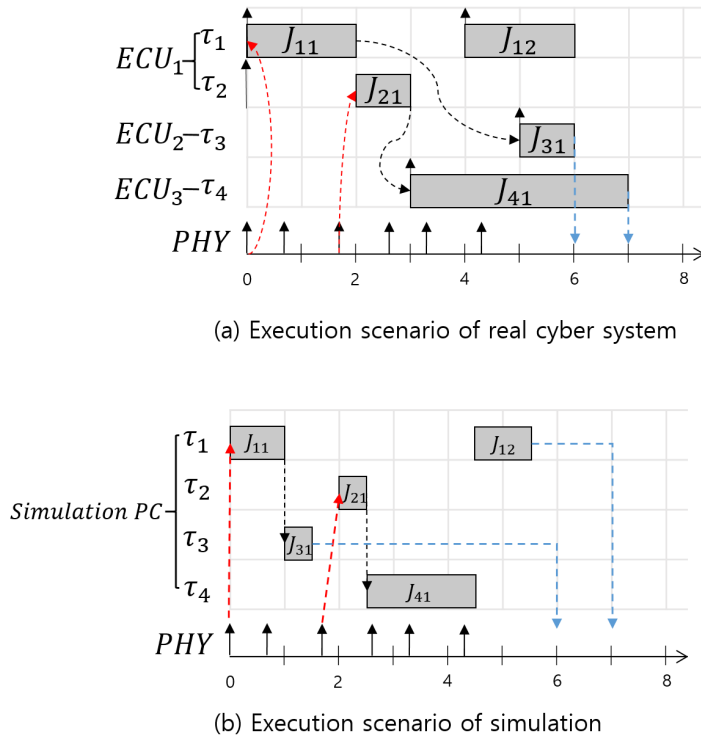 τ₁ J₁₁ J₁₂
ECU₁
τ₂ J₂₁
ECU₂–τ₃ J₃₁
ECU₃–τ₄ J₄₁
PHY
0 2 4 6 8
(a) Execution scenario of real cyber system
τ₁ J₁₁ J₁₂
τ₂ J₂₁
Simulation PC
τ₃ J₃₁
τ₄ J₄₁
PHY
0 2 4 6 8
(b) Execution scenario of simulation